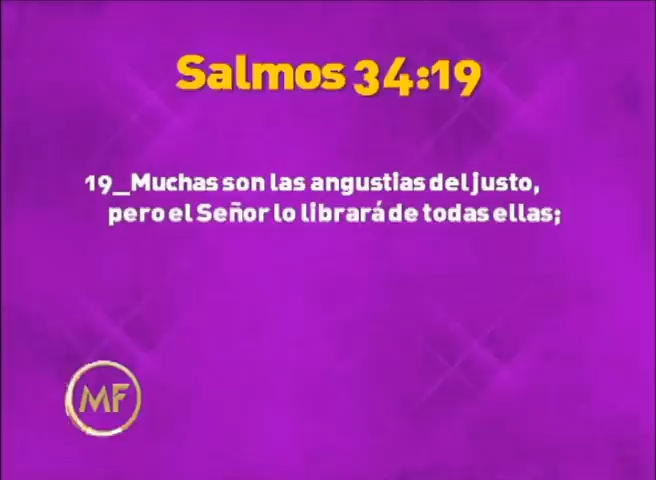 Salmos 34:19
19_Muchas son las angustias del justo,
pero el Señor lo librará de todas ellas;
MF